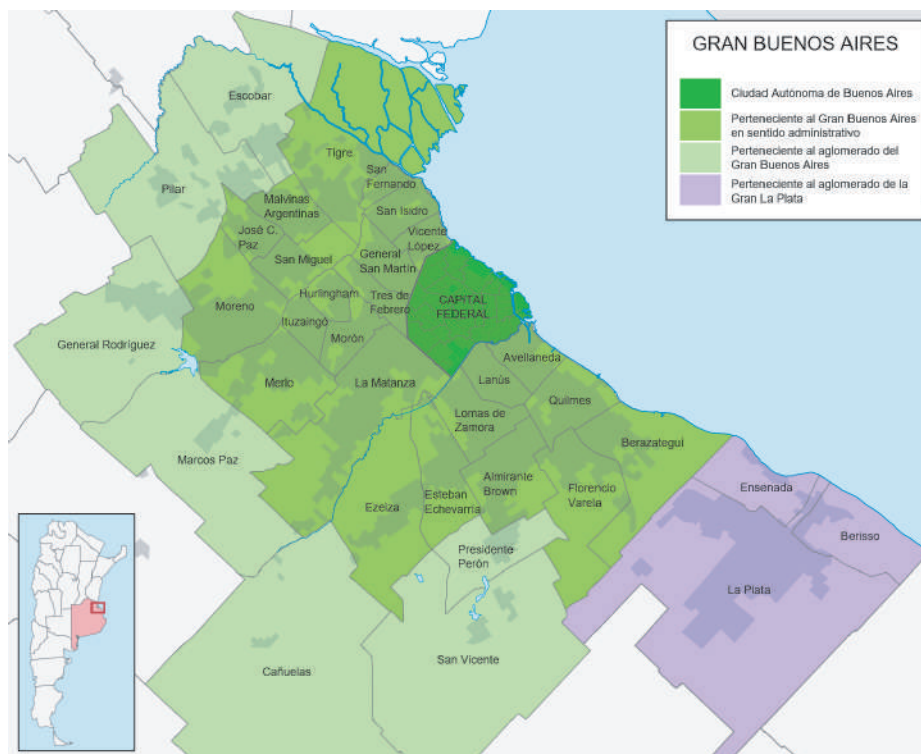 GRAN BUENOS AIRES
Ciudad Autónoma de Buenos Aires
Perteneciente al Gran Buenos Aires
en sentido administrativo
Perteneciente al aglomerado del
Gran Buenos Aires
Perteneciente al aglomerado de la
Gran La Plata
Escobar
Tigre
San
Fernando
Pilar
Malvinas
Argentinas
San Isidro
José C.
Paz
Vicente
López
San Miguel
General
San Martín
Hurlingham
Tres de
Febrero
CAPITAL
FEDERAL
Moreno
Ituzaingó
Morón
General Rodríguez
Avellaneda
Merlo
La Matanza
Lanús
Quilmes
Lomas de
Zamora
Berazategui
Marcos Paz
Almirante
Brown
Ensenada
Ezeiza
Esteban
Echevarría
Florencio
Varela
Berisso
Presidente
Perón
La Plata
San Vicente
Cañuelas